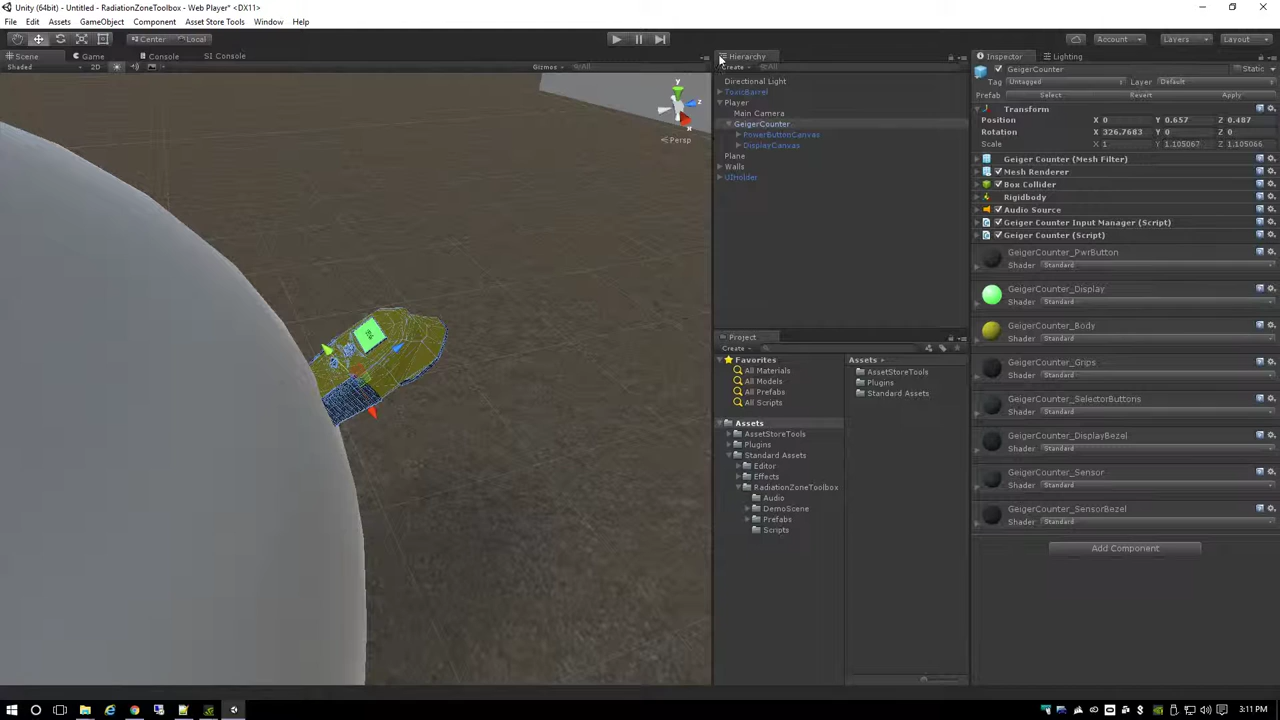 Unity (64bit) - Untitled - RadiationZoneToolbox - Web Player* <DX11>
File Edit Assets GameObject Component Asset Store Tools Window Help
Center Local Account Layers Layout
Scene Game Console Console
Shaded 2D Gizmos All
y z x
Persp
Hierarchy
Create All
Directional Light
ToxicBarrel
Player
Main Camera
GeigerCounter
PowerButtonCanvas
DisplayCanvas
Plane
Walls
UIHolder
Project
Create
Favorites
All Materials
All Models
All Prefabs
All Scripts
Assets
AssetStoreTools
Plugins
Standard Assets
Editor
Effects
RadiationZoneToolbox
Audio
DemoScene
Prefabs
Scripts
Assets
AssetStoreTools
Plugins
Standard Assets
Inspector Lighting
GeigerCounter Static
Tag Untagged Layer Default
Prefab Select Revert Apply
Transform
Position X 0 Y 0.657 Z 0.487
Rotation X 326.7683 Y 0 Z 0
Scale X 1 Y 1.105067 Z 1.105066
Geiger Counter (Mesh Filter)
Mesh Renderer
Box Collider
Rigidbody
Audio Source
Geiger Counter Input Manager (Script)
Geiger Counter (Script)
GeigerCounter_PwrButton
Shader Standard
GeigerCounter_Display
Shader Standard
GeigerCounter_Body
Shader Standard
GeigerCounter_Grips
Shader Standard
GeigerCounter_SelectorButtons
Shader Standard
GeigerCounter_DisplayBezel
Shader Standard
GeigerCounter_Sensor
Shader Standard
GeigerCounter_SensorBezel
Shader Standard
Add Component
3:11 PM